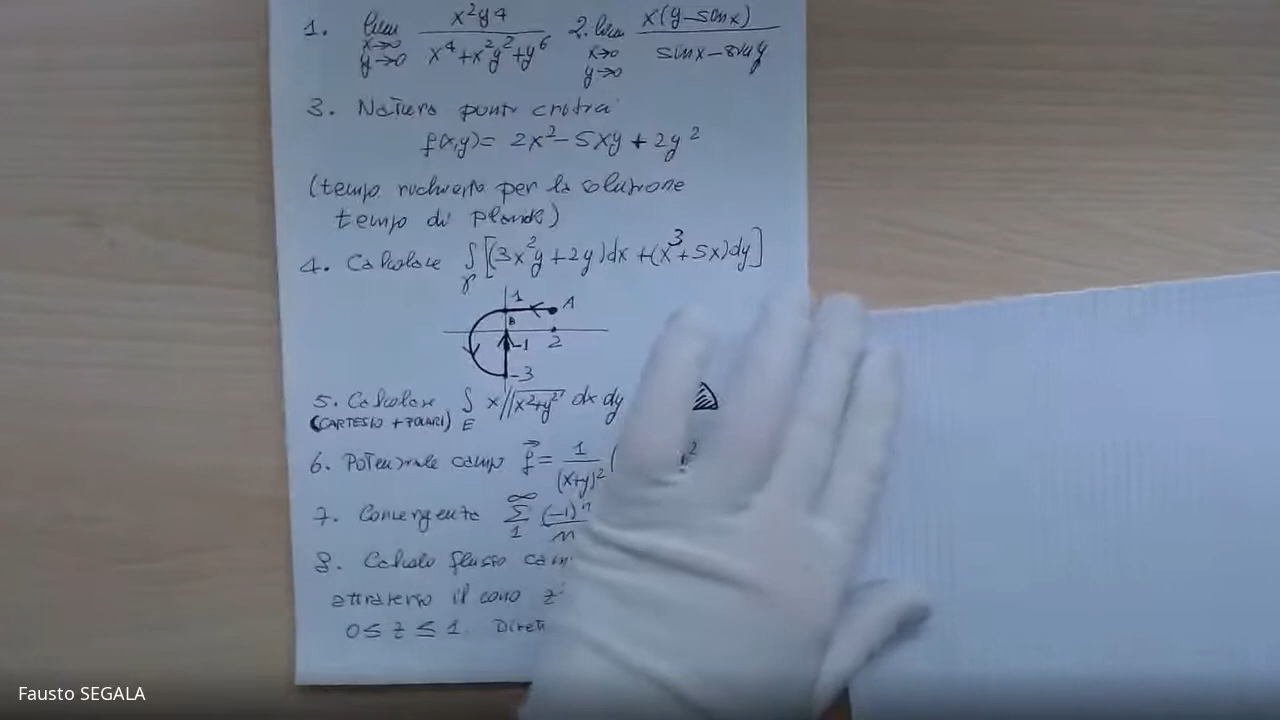 1. lim x→0 y→0 x²y⁴ / x⁴+x²y²+y⁶ 2. lim x→0 y→0 x(y-sinx) / sinx-siny
3. Natura punti critici
f(x,y)= 2x²-5xy+2y²
(tempo richiesto per la soluzione
tempo di Planck)
4. Calcolare ∫γ [(3x²y+2y)dx+(x³+5x)dy]
1 A
B
-1 2
-3
5. Calcolare ∫E x/√x²+y² dx dy
(CARTESIO + POLARI)
6. Potenziale campo f= 1/(x+y)² (
7. Convergenza ∞ Σ 1 (-1)ⁿ/n
8. Calcolo flusso
attraverso il cono z
0≤z≤1.
Fausto SEGALA